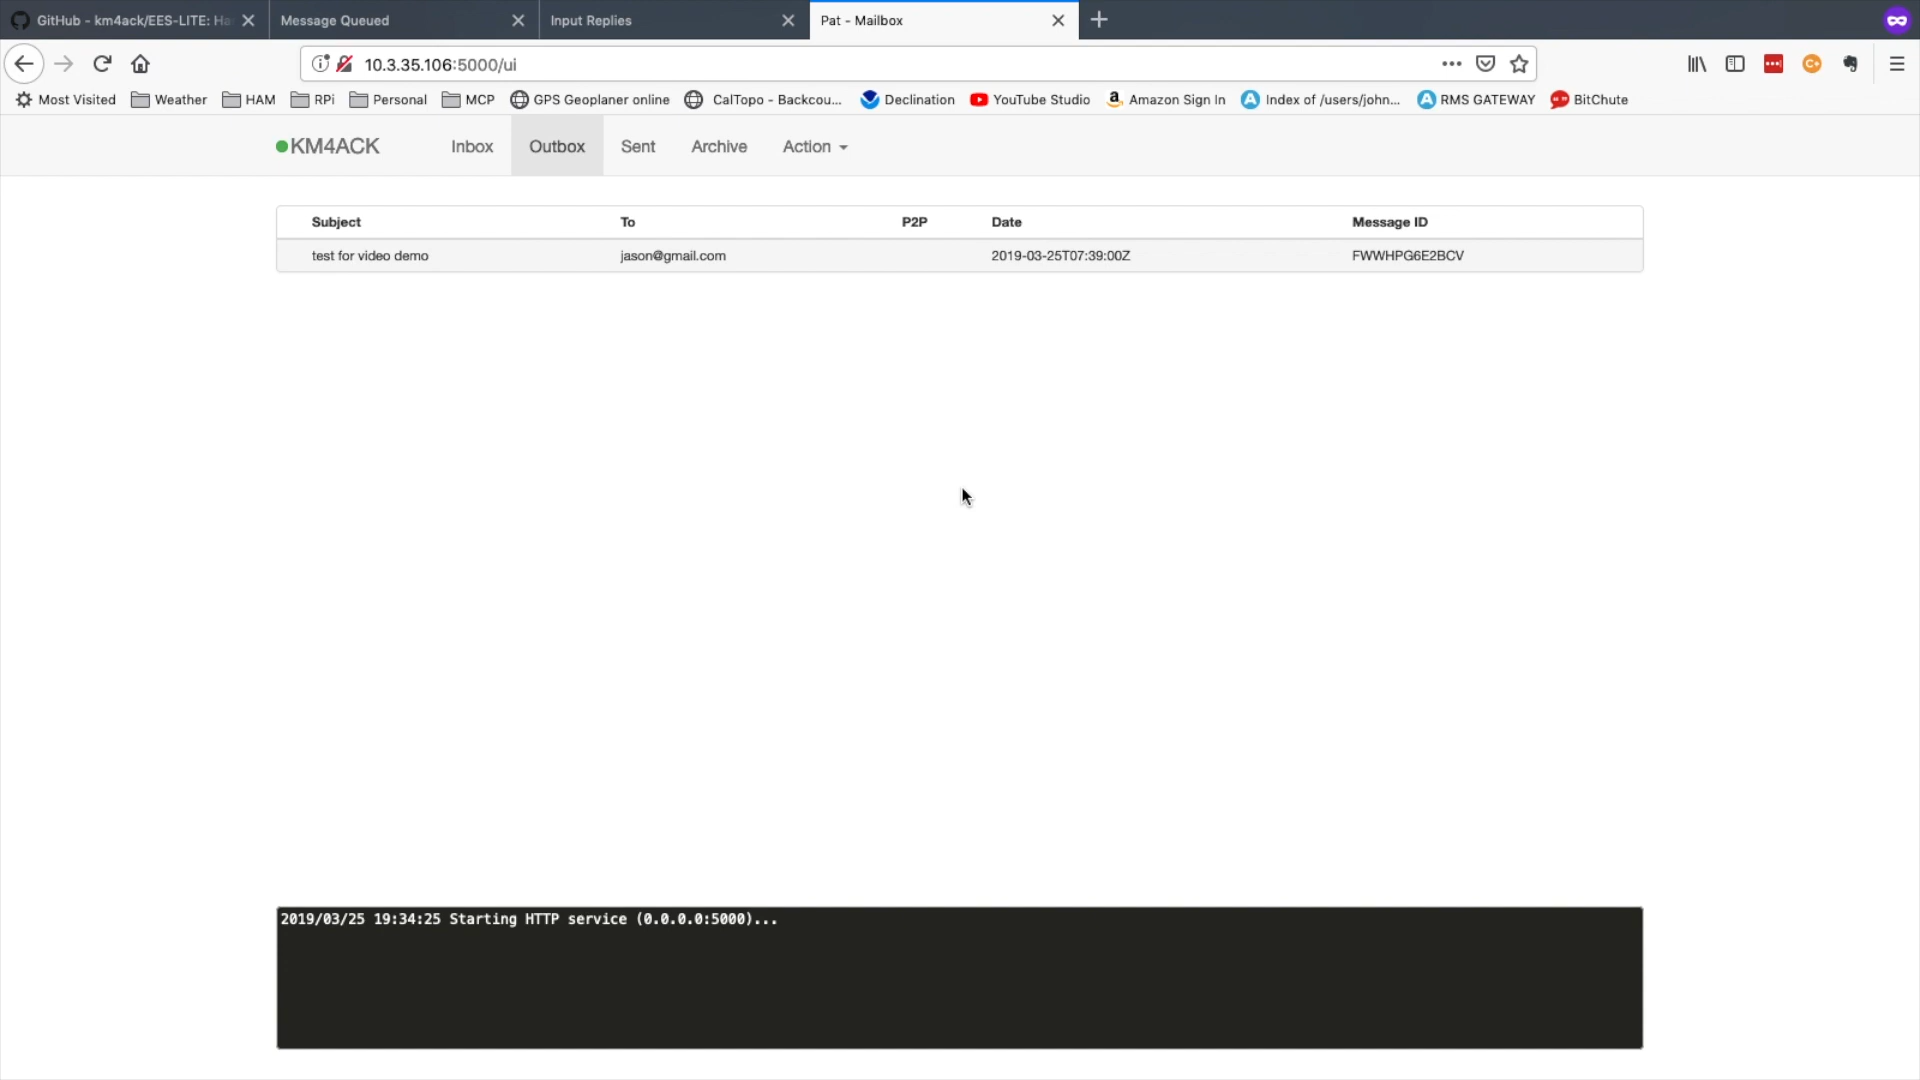 GitHub - km4ack/EES-LITE: Ha
Message Queued
Input Replies
Pat - Mailbox
10.3.35.106:5000/ui
Most Visited
Weather
HAM
RPi
Personal
MCP
GPS Geoplaner online
CalTopo - Backcou...
Declination
YouTube Studio
Amazon Sign In
Index of /users/john...
RMS GATEWAY
BitChute
KM4ACK
Inbox
Outbox
Sent
Archive
Action
Subject To P2P Date Message ID
test for video demo jason@gmail.com 2019-03-25T07:39:00Z FWWHPG6E2BCV
2019/03/25 19:34:25 Starting HTTP service (0.0.0.0:5000)...